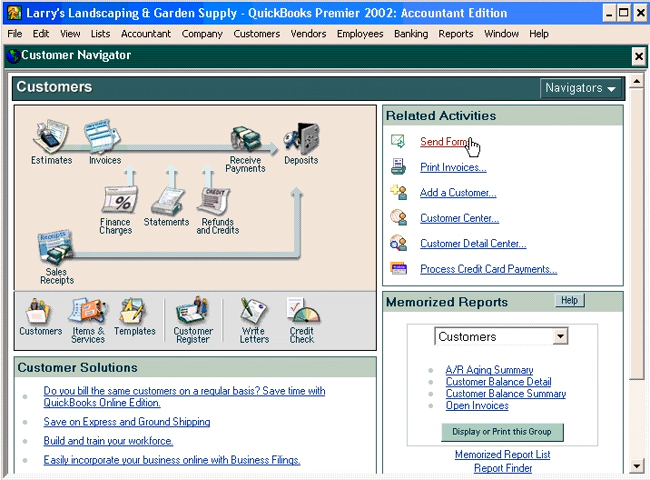 Larry's Landscaping & Garden Supply - QuickBooks Premier 2002: Accountant Edition
File Edit View Lists Accountant Company Customers Vendors Employees Banking Reports Window Help
Customer Navigator
Customers
Navigators
Estimates
Invoices
Receive
Payments
Deposits
%
Finance
Charges
Statements
CREDIT
Refunds
and Credits
Receipts
Sales
Receipts
Customers
Items &
Services
Templates
Customer
Register
Write
Letters
Credit
Check
Customer Solutions
Do you bill the same customers on a regular basis? Save time with
QuickBooks Online Edition.
Save on Express and Ground Shipping
Build and train your workforce.
Easily incorporate your business online with Business Filings.
Related Activities
Send Form
Print Invoices...
Add a Customer...
Customer Center...
Customer Detail Center...
Process Credit Card Payments...
Memorized Reports
Help
Customers
A/R Aging Summary
Customer Balance Detail
Customer Balance Summary
Open Invoices
Display or Print this Group
Memorized Report List
Report Finder